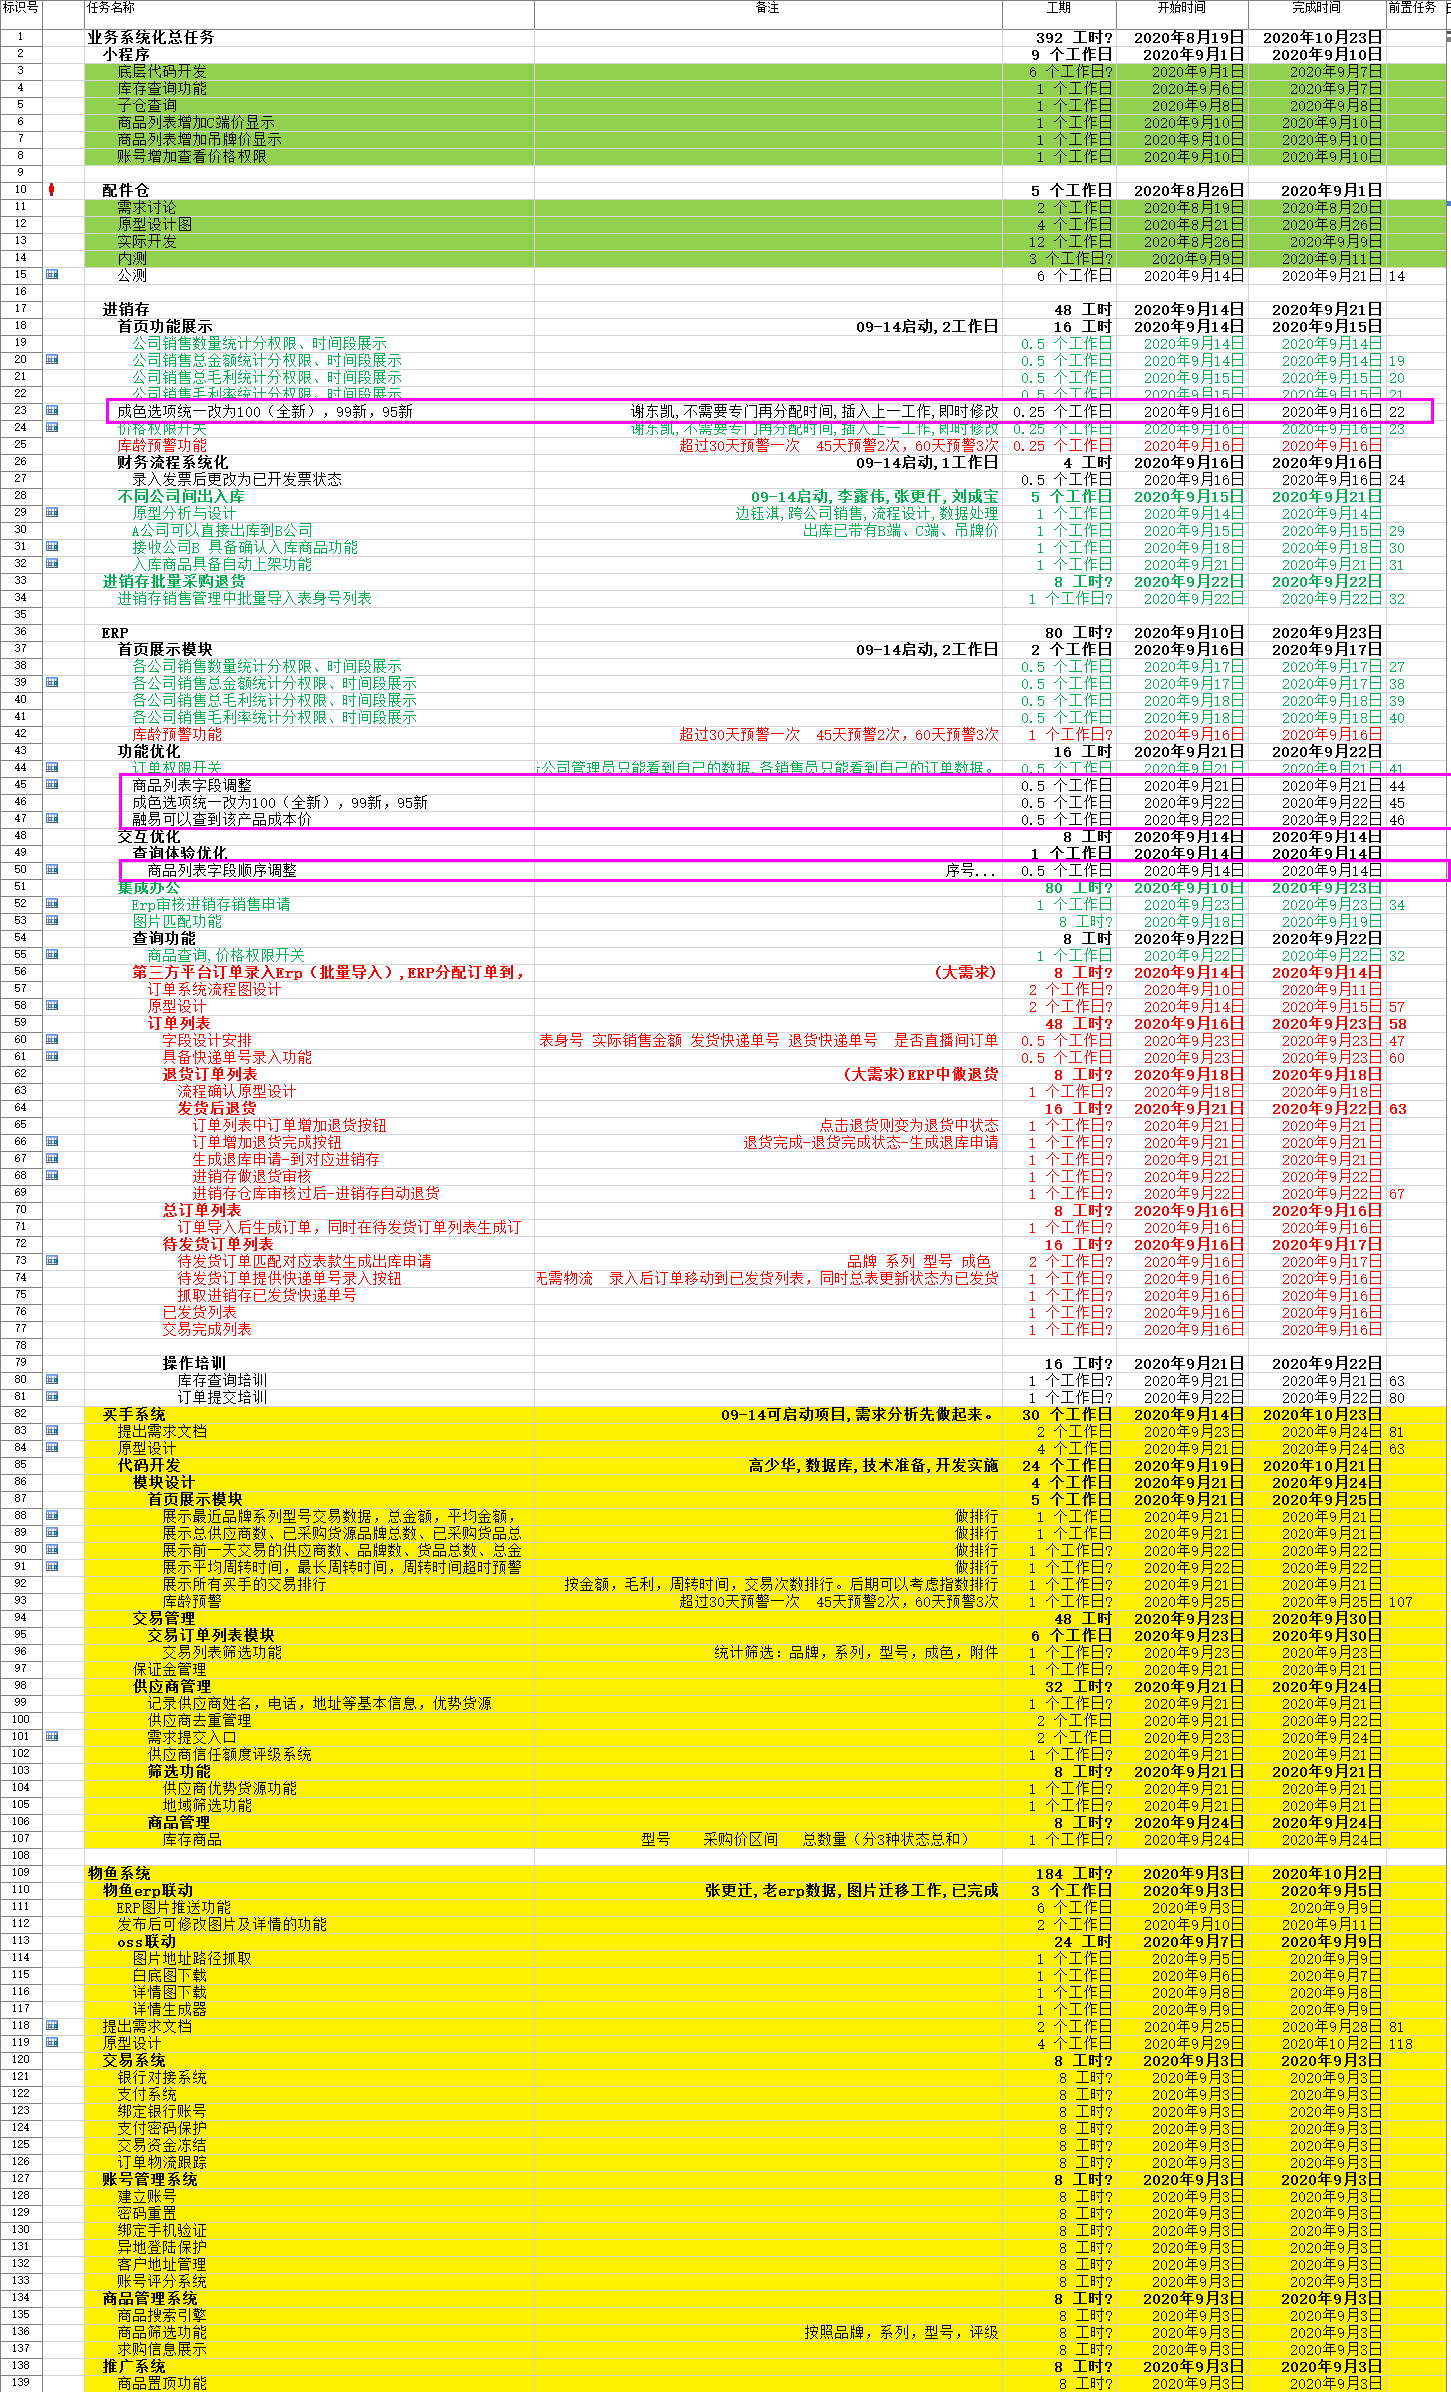 标识号 任务名称 备注 工期 开始时间 完成时间 前置任务
1 业务系统化总任务 392 工时? 2020年8月19日 2020年10月23日
2 小程序 9 个工作日 2020年9月1日 2020年9月10日
3 底层代码开发 6 个工作日? 2020年9月1日 2020年9月7日
4 库存查询功能 1 个工作日 2020年9月6日 2020年9月7日
5 子仓查询 1 个工作日 2020年9月8日 2020年9月8日
6 商品列表增加C端价显示 1 个工作日 2020年9月10日 2020年9月10日
7 商品列表增加吊牌价显示 1 个工作日 2020年9月10日 2020年9月10日
8 账号增加查看价格权限 1 个工作日 2020年9月10日 2020年9月10日
9
10 配件仓 5 个工作日 2020年8月26日 2020年9月1日
11 需求讨论 2 个工作日 2020年8月19日 2020年8月20日
12 原型设计图 4 个工作日 2020年8月21日 2020年8月26日
13 实际开发 12 个工作日 2020年8月26日 2020年9月9日
14 内测 3 个工作日? 2020年9月9日 2020年9月11日
15 公测 6 个工作日 2020年9月14日 2020年9月21日 14
16
17 进销存 48 工时 2020年9月14日 2020年9月21日
18 首页功能展示 09-14启动,2工作日 16 工时 2020年9月14日 2020年9月15日
19 公司销售数量统计分权限、时间段展示 0.5 个工作日 2020年9月14日 2020年9月14日
20 公司销售总金额统计分权限、时间段展示 0.5 个工作日 2020年9月14日 2020年9月14日 19
21 公司销售总毛利统计分权限、时间段展示 0.5 个工作日 2020年9月15日 2020年9月15日 20
22 公司销售毛利率统计分权限、时间段展示 0.5 个工作日 2020年9月15日 2020年9月15日 21
23 成色选项统一改为100（全新），99新，95新 谢东凯,不需要专门再分配时间,插入上一工作,即时修改 0.25 个工作日 2020年9月16日 2020年9月16日 22
24 价格权限开关 谢东凯,不需要专门再分配时间,插入上一工作,即时修改 0.25 个工作日 2020年9月16日 2020年9月16日 23
25 库龄预警功能 超过30天预警一次 45天预警2次，60天预警3次 0.25 个工作日 2020年9月16日 2020年9月16日
26 财务流程系统化 09-14启动,1工作日 4 工时 2020年9月16日 2020年9月16日
27 录入发票后更改为已开发票状态 0.5 个工作日 2020年9月16日 2020年9月16日 24
28 不同公司间出入库 09-14启动,李露伟,张更仟,刘成宝 5 个工作日 2020年9月15日 2020年9月21日
29 原型分析与设计 边钰淇,跨公司销售,流程设计,数据处理 1 个工作日 2020年9月14日 2020年9月14日
30 A公司可以直接出库到B公司 出库已带有B端、C端、吊牌价 1 个工作日 2020年9月15日 2020年9月15日 29
31 接收公司B 具备确认入库商品功能 1 个工作日 2020年9月18日 2020年9月18日 30
32 入库商品具备自动上架功能 1 个工作日 2020年9月21日 2020年9月21日 31
33 进销存批量采购退货 8 工时? 2020年9月22日 2020年9月22日
34 进销存销售管理中批量导入表身号列表 1 个工作日? 2020年9月22日 2020年9月22日 32
35
36 ERP 80 工时? 2020年9月10日 2020年9月23日
37 首页展示模块 09-14启动,2工作日 2 个工作日 2020年9月16日 2020年9月17日
38 各公司销售数量统计分权限、时间段展示 0.5 个工作日 2020年9月17日 2020年9月17日 27
39 各公司销售总金额统计分权限、时间段展示 0.5 个工作日 2020年9月17日 2020年9月17日 38
40 各公司销售总毛利统计分权限、时间段展示 0.5 个工作日 2020年9月18日 2020年9月18日 39
41 各公司销售毛利率统计分权限、时间段展示 0.5 个工作日 2020年9月18日 2020年9月18日 40
42 库龄预警功能 超过30天预警一次 45天预警2次，60天预警3次 1 个工作日? 2020年9月16日 2020年9月16日
43 功能优化 16 工时 2020年9月21日 2020年9月22日
44 订单权限开关 公司管理员只能看到自己的数据,各销售员只能看到自己的订单数据。 0.5 个工作日 2020年9月21日 2020年9月21日 41
45 商品列表字段调整 0.5 个工作日 2020年9月21日 2020年9月21日 44
46 成色选项统一改为100（全新），99新，95新 0.5 个工作日 2020年9月22日 2020年9月22日 45
47 融易可以查到该产品成本价 0.5 个工作日 2020年9月22日 2020年9月22日 46
48 交互优化 8 工时 2020年9月14日 2020年9月14日
49 查询体验优化 1 个工作日 2020年9月14日 2020年9月14日
50 商品列表字段顺序调整 序号... 0.5 个工作日 2020年9月14日 2020年9月14日
51 集成办公 80 工时? 2020年9月10日 2020年9月23日
52 Erp审核进销存销售申请 1 个工作日 2020年9月23日 2020年9月23日 34
53 图片匹配功能 8 工时? 2020年9月18日 2020年9月19日
54 查询功能 8 工时 2020年9月22日 2020年9月22日
55 商品查询,价格权限开关 1 个工作日 2020年9月22日 2020年9月22日 32
56 第三方平台订单录入Erp（批量导入）,ERP分配订单到， (大需求) 8 工时? 2020年9月14日 2020年9月14日
57 订单系统流程图设计 2 个工作日? 2020年9月10日 2020年9月11日
58 原型设计 2 个工作日? 2020年9月14日 2020年9月15日 57
59 订单列表 48 工时? 2020年9月16日 2020年9月23日 58
60 字段设计安排 表身号 实际销售金额 发货快递单号 退货快递单号 是否直播间订单 0.5 个工作日 2020年9月23日 2020年9月23日 47
61 具备快递单号录入功能 0.5 个工作日 2020年9月23日 2020年9月23日 60
62 退货订单列表 (大需求)ERP中做退货 8 工时? 2020年9月18日 2020年9月18日
63 流程确认原型设计 1 个工作日? 2020年9月18日 2020年9月18日
64 发货后退货 16 工时? 2020年9月21日 2020年9月22日 63
65 订单列表中订单增加退货按钮 点击退货则变为退货中状态 1 个工作日? 2020年9月21日 2020年9月21日
66 订单增加退货完成按钮 退货完成-退货完成状态-生成退库申请 1 个工作日? 2020年9月21日 2020年9月21日
67 生成退库申请-到对应进销存 1 个工作日? 2020年9月21日 2020年9月21日
68 进销存做退货审核 1 个工作日? 2020年9月22日 2020年9月22日
69 进销存仓库审核过后-进销存自动退货 1 个工作日? 2020年9月22日 2020年9月22日 67
70 总订单列表 8 工时? 2020年9月16日 2020年9月16日
71 订单导入后生成订单，同时在待发货订单列表生成订 1 个工作日? 2020年9月16日 2020年9月16日
72 待发货订单列表 16 工时? 2020年9月16日 2020年9月17日
73 待发货订单匹配对应表款生成出库申请 品牌 系列 型号 成色 2 个工作日? 2020年9月16日 2020年9月17日
74 待发货订单提供快递单号录入按钮 无需物流 录入后订单移动到已发货列表，同时总表更新状态为已发货 1 个工作日? 2020年9月16日 2020年9月16日
75 抓取进销存已发货快递单号 1 个工作日? 2020年9月16日 2020年9月16日
76 已发货列表 1 个工作日? 2020年9月16日 2020年9月16日
77 交易完成列表 1 个工作日? 2020年9月16日 2020年9月16日
78
79 操作培训 16 工时? 2020年9月21日 2020年9月22日
80 库存查询培训 1 个工作日? 2020年9月21日 2020年9月21日 63
81 订单提交培训 1 个工作日? 2020年9月22日 2020年9月22日 80
82 买手系统 09-14可启动项目,需求分析先做起来。 30 个工作日 2020年9月14日 2020年10月23日
83 提出需求文档 2 个工作日? 2020年9月23日 2020年9月24日 81
84 原型设计 4 个工作日? 2020年9月21日 2020年9月24日 63
85 代码开发 高少华,数据库,技术准备,开发实施 24 个工作日 2020年9月19日 2020年10月21日
86 模块设计 4 个工作日 2020年9月21日 2020年9月24日
87 首页展示模块 5 个工作日 2020年9月21日 2020年9月25日
88 展示最近品牌系列型号交易数据，总金额，平均金额， 做排行 1 个工作日 2020年9月21日 2020年9月21日
89 展示总供应商数、已采购货源品牌总数、已采购货品总 做排行 1 个工作日? 2020年9月21日 2020年9月21日
90 展示前一天交易的供应商数、品牌数、货品总数、总金 做排行 1 个工作日? 2020年9月22日 2020年9月22日
91 展示平均周转时间，最长周转时间，周转时间超时预警 做排行 1 个工作日? 2020年9月22日 2020年9月22日
92 展示所有买手的交易排行 按金额，毛利，周转时间，交易次数排行。后期可以考虑指数排行 1 个工作日? 2020年9月21日 2020年9月21日
93 库龄预警 超过30天预警一次 45天预警2次，60天预警3次 1 个工作日? 2020年9月25日 2020年9月25日 107
94 交易管理 48 工时 2020年9月23日 2020年9月30日
95 交易订单列表模块 6 个工作日 2020年9月23日 2020年9月30日
96 交易列表筛选功能 统计筛选：品牌，系列，型号，成色，附件 1 个工作日? 2020年9月23日 2020年9月23日
97 保证金管理 1 个工作日? 2020年9月21日 2020年9月21日
98 供应商管理 32 工时? 2020年9月21日 2020年9月24日
99 记录供应商姓名，电话，地址等基本信息，优势货源 1 个工作日? 2020年9月21日 2020年9月21日
100 供应商去重管理 2 个工作日 2020年9月21日 2020年9月22日
101 需求提交入口 2 个工作日 2020年9月23日 2020年9月24日
102 供应商信任额度评级系统 1 个工作日? 2020年9月21日 2020年9月21日
103 筛选功能 8 工时? 2020年9月21日 2020年9月21日
104 供应商优势货源功能 1 个工作日? 2020年9月21日 2020年9月21日
105 地域筛选功能 1 个工作日? 2020年9月21日 2020年9月21日
106 商品管理 8 工时? 2020年9月24日 2020年9月24日
107 库存商品 型号 采购价区间 总数量（分3种状态总和） 1 个工作日? 2020年9月24日 2020年9月24日
108
109 物鱼系统 184 工时? 2020年9月3日 2020年10月2日
110 物鱼erp联动 张更迁,老erp数据,图片迁移工作,已完成 3 个工作日 2020年9月3日 2020年9月5日
111 ERP图片推送功能 6 个工作日 2020年9月3日 2020年9月9日
112 发布后可修改图片及详情的功能 2 个工作日 2020年9月10日 2020年9月11日
113 oss联动 24 工时 2020年9月7日 2020年9月9日
114 图片地址路径抓取 1 个工作日 2020年9月5日 2020年9月9日
115 白底图下载 1 个工作日 2020年9月6日 2020年9月7日
116 详情图下载 1 个工作日 2020年9月8日 2020年9月8日
117 详情生成器 1 个工作日 2020年9月9日 2020年9月9日
118 提出需求文档 2 个工作日 2020年9月25日 2020年9月28日 81
119 原型设计 4 个工作日 2020年9月29日 2020年10月2日 118
120 交易系统 8 工时? 2020年9月3日 2020年9月3日
121 银行对接系统 8 工时? 2020年9月3日 2020年9月3日
122 支付系统 8 工时? 2020年9月3日 2020年9月3日
123 绑定银行账号 8 工时? 2020年9月3日 2020年9月3日
124 支付密码保护 8 工时? 2020年9月3日 2020年9月3日
125 交易资金冻结 8 工时? 2020年9月3日 2020年9月3日
126 订单物流跟踪 8 工时? 2020年9月3日 2020年9月3日
127 账号管理系统 8 工时? 2020年9月3日 2020年9月3日
128 建立账号 8 工时? 2020年9月3日 2020年9月3日
129 密码重置 8 工时? 2020年9月3日 2020年9月3日
130 绑定手机验证 8 工时? 2020年9月3日 2020年9月3日
131 异地登陆保护 8 工时? 2020年9月3日 2020年9月3日
132 客户地址管理 8 工时? 2020年9月3日 2020年9月3日
133 账号评分系统 8 工时? 2020年9月3日 2020年9月3日
134 商品管理系统 8 工时? 2020年9月3日 2020年9月3日
135 商品搜索引擎 8 工时? 2020年9月3日 2020年9月3日
136 商品筛选功能 按照品牌，系列，型号，评级 8 工时? 2020年9月3日 2020年9月3日
137 求购信息展示 8 工时? 2020年9月3日 2020年9月3日
138 推广系统 8 工时? 2020年9月3日 2020年9月3日
139 商品置顶功能 8 工时? 2020年9月3日 2020年9月3日